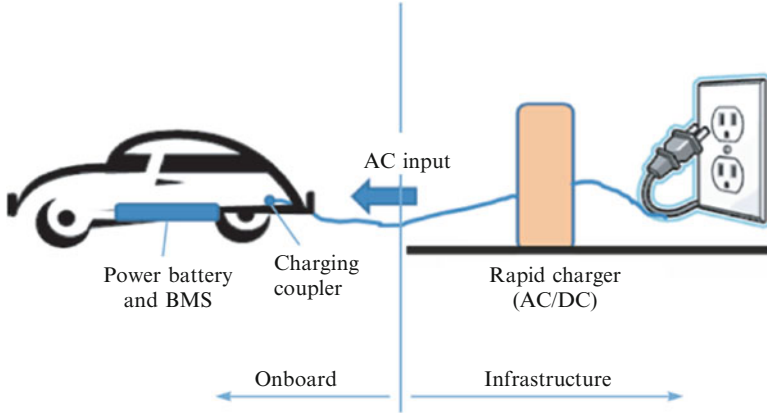 AC input
Power battery
and BMS
Charging
coupler
Rapid charger
(AC/DC)
Onboard
Infrastructure